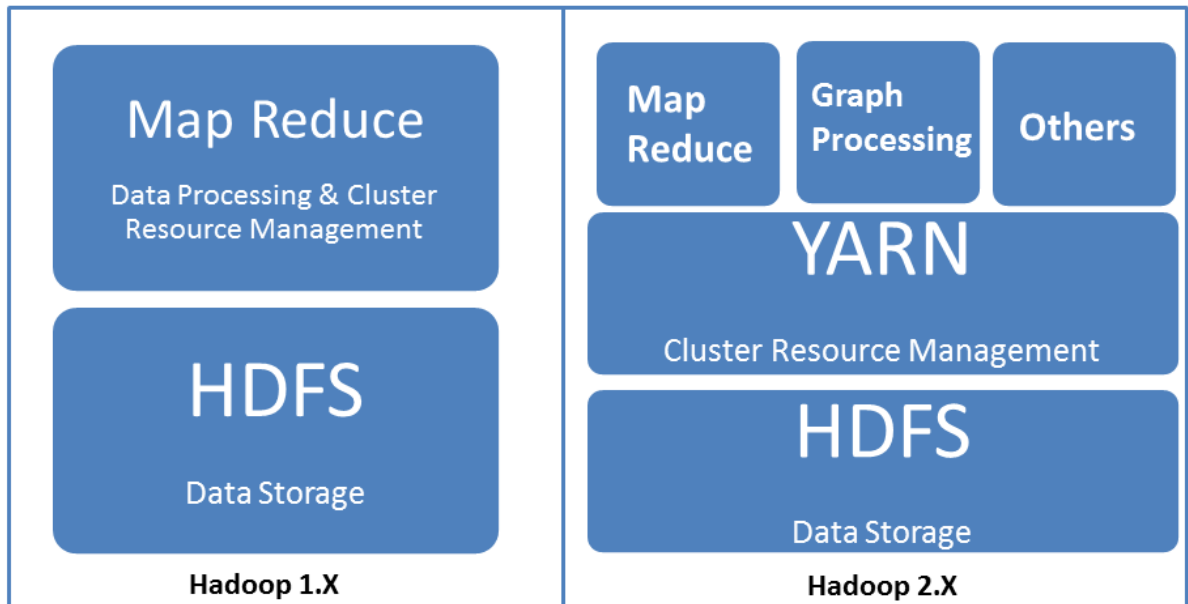 Map Reduce
Data Processing & Cluster
Resource Management
HDFS
Data Storage
Hadoop 1.X
Map
Reduce
Graph
Processing
Others
YARN
Cluster Resource Management
HDFS
Data Storage
Hadoop 2.X